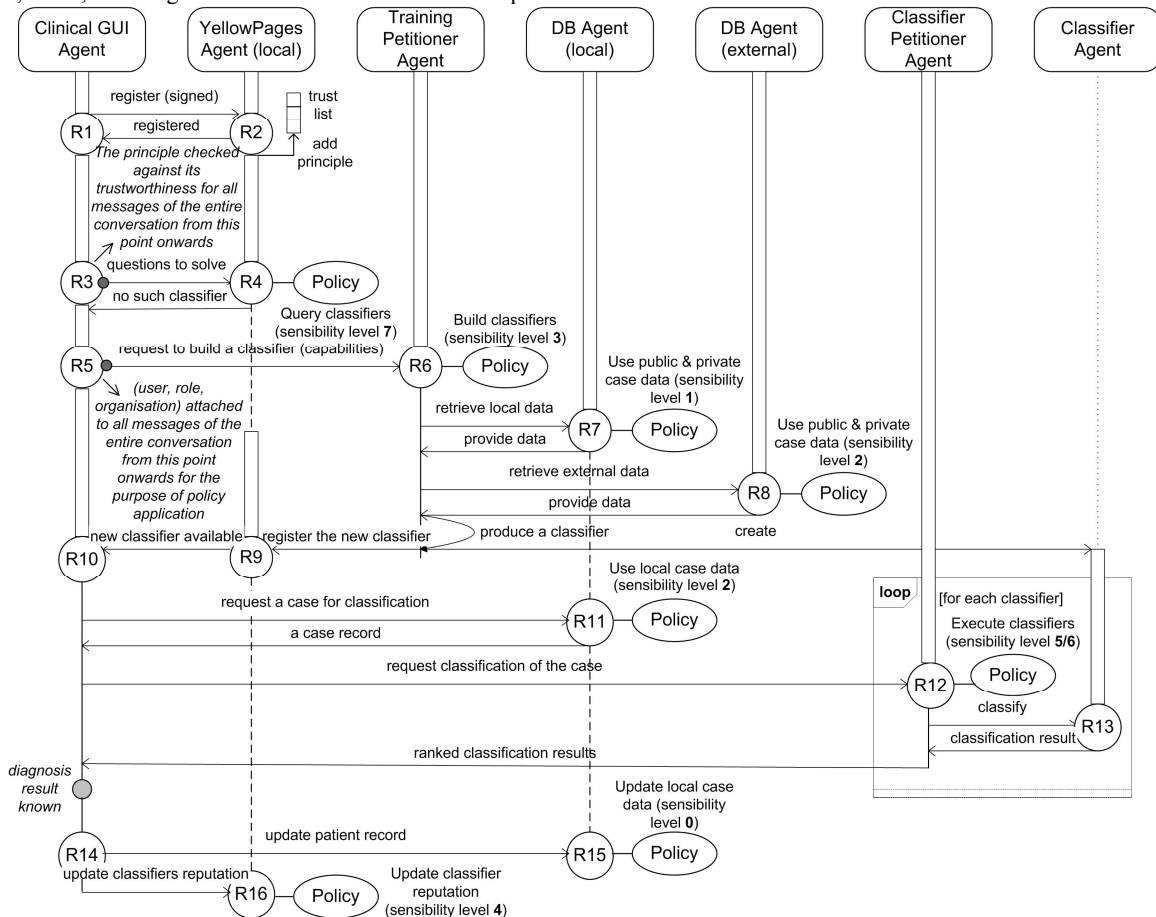 Clinical GUI
Agent
YellowPages
Agent (local)
Training
Petitioner
Agent
DB Agent
(local)
DB Agent
(external)
Classifier
Petitioner
Agent
Classifier
Agent
register (signed)
trust
list
R1
registered
R2
add
principle
The principle checked
against its
trustworthiness for all
messages of the entire
conversation from this
point onwards
questions to solve
R3
R4
Policy
no such classifier
Query classifiers
(sensibility level 7)
Build classifiers
(sensibility level 3)
request to build a classifier (capabilities)
R5
R6
Policy
(user, role,
organisation) attached
to all messages of the
entire conversation
from this point
onwards for the
purpose of policy
application
Use public & private
case data (sensibility
level 1)
retrieve local data
R7
Policy
provide data
Use public & private
case data (sensibility
level 2)
retrieve external data
R8
Policy
provide data
produce a classifier
create
new classifier available
register the new classifier
R10
R9
Use local case data
(sensibility level 2)
loop
[for each classifier]
request a case for classification
R11
Policy
a case record
Execute classifiers
(sensibility level 5/6)
request classification of the case
R12
Policy
classify
R13
classification result
ranked classification results
diagnosis
result
known
Update local case
data (sensibility
level 0)
update patient record
R14
R15
Policy
update classifiers reputation
R16
Policy
Update classifier
reputation
(sensibility level 4)